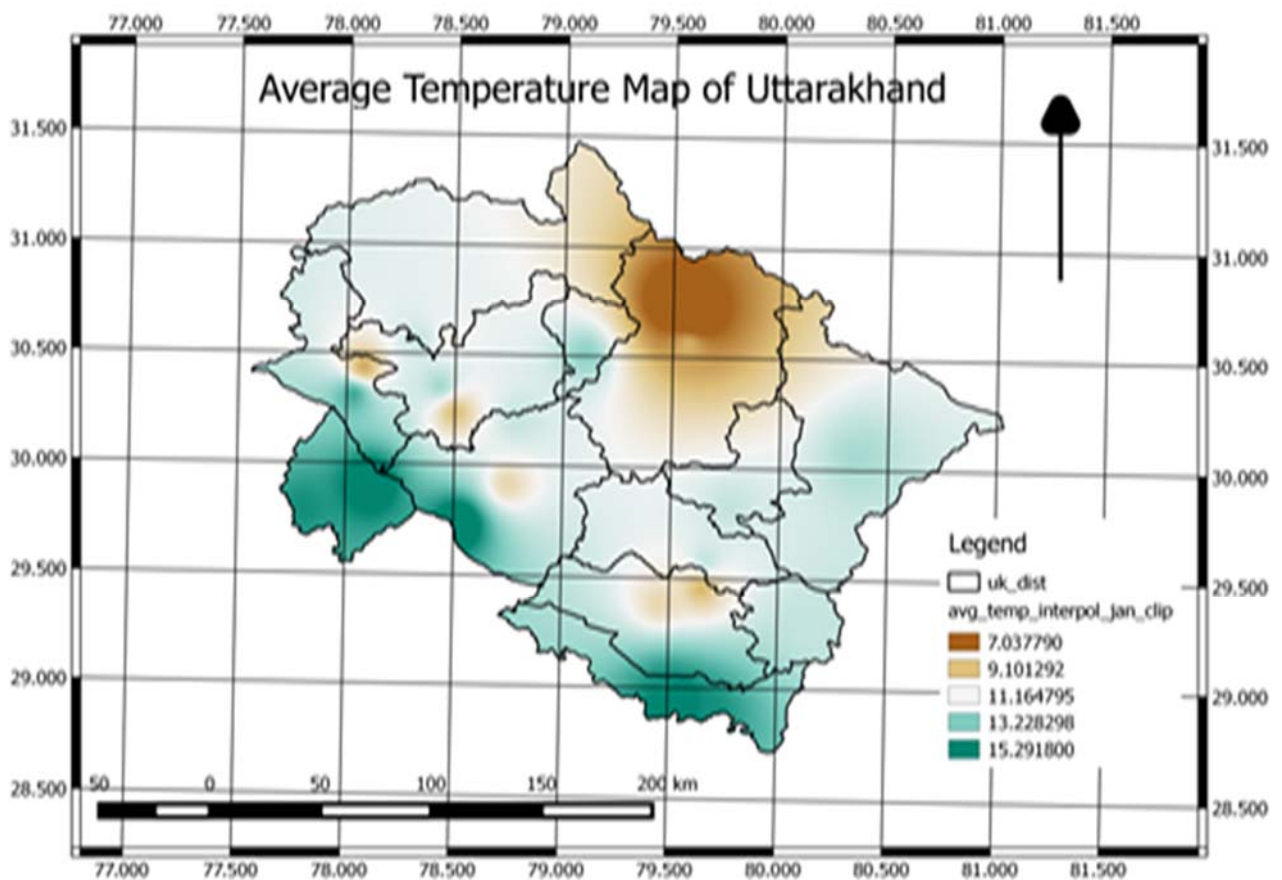 77.000 77.500 78.000 78.500 79.000 79.500 80.000 80.500 81.000 81.500
Average Temperature Map of Uttarakhand
31.500
31.500
31.000
31.000
30.500
30.500
30.000
30.000
29.500
29.500
29.000
29.000
28.500
28.500
Legend
uk_dist
avg_temp_interpol_jan_clip
7.037790
9.101292
11.164795
13.228298
15.291800
50 0 50 100 150 200 km
77.000 77.500 78.000 78.500 79.000 79.500 80.000 80.500 81.000 81.500